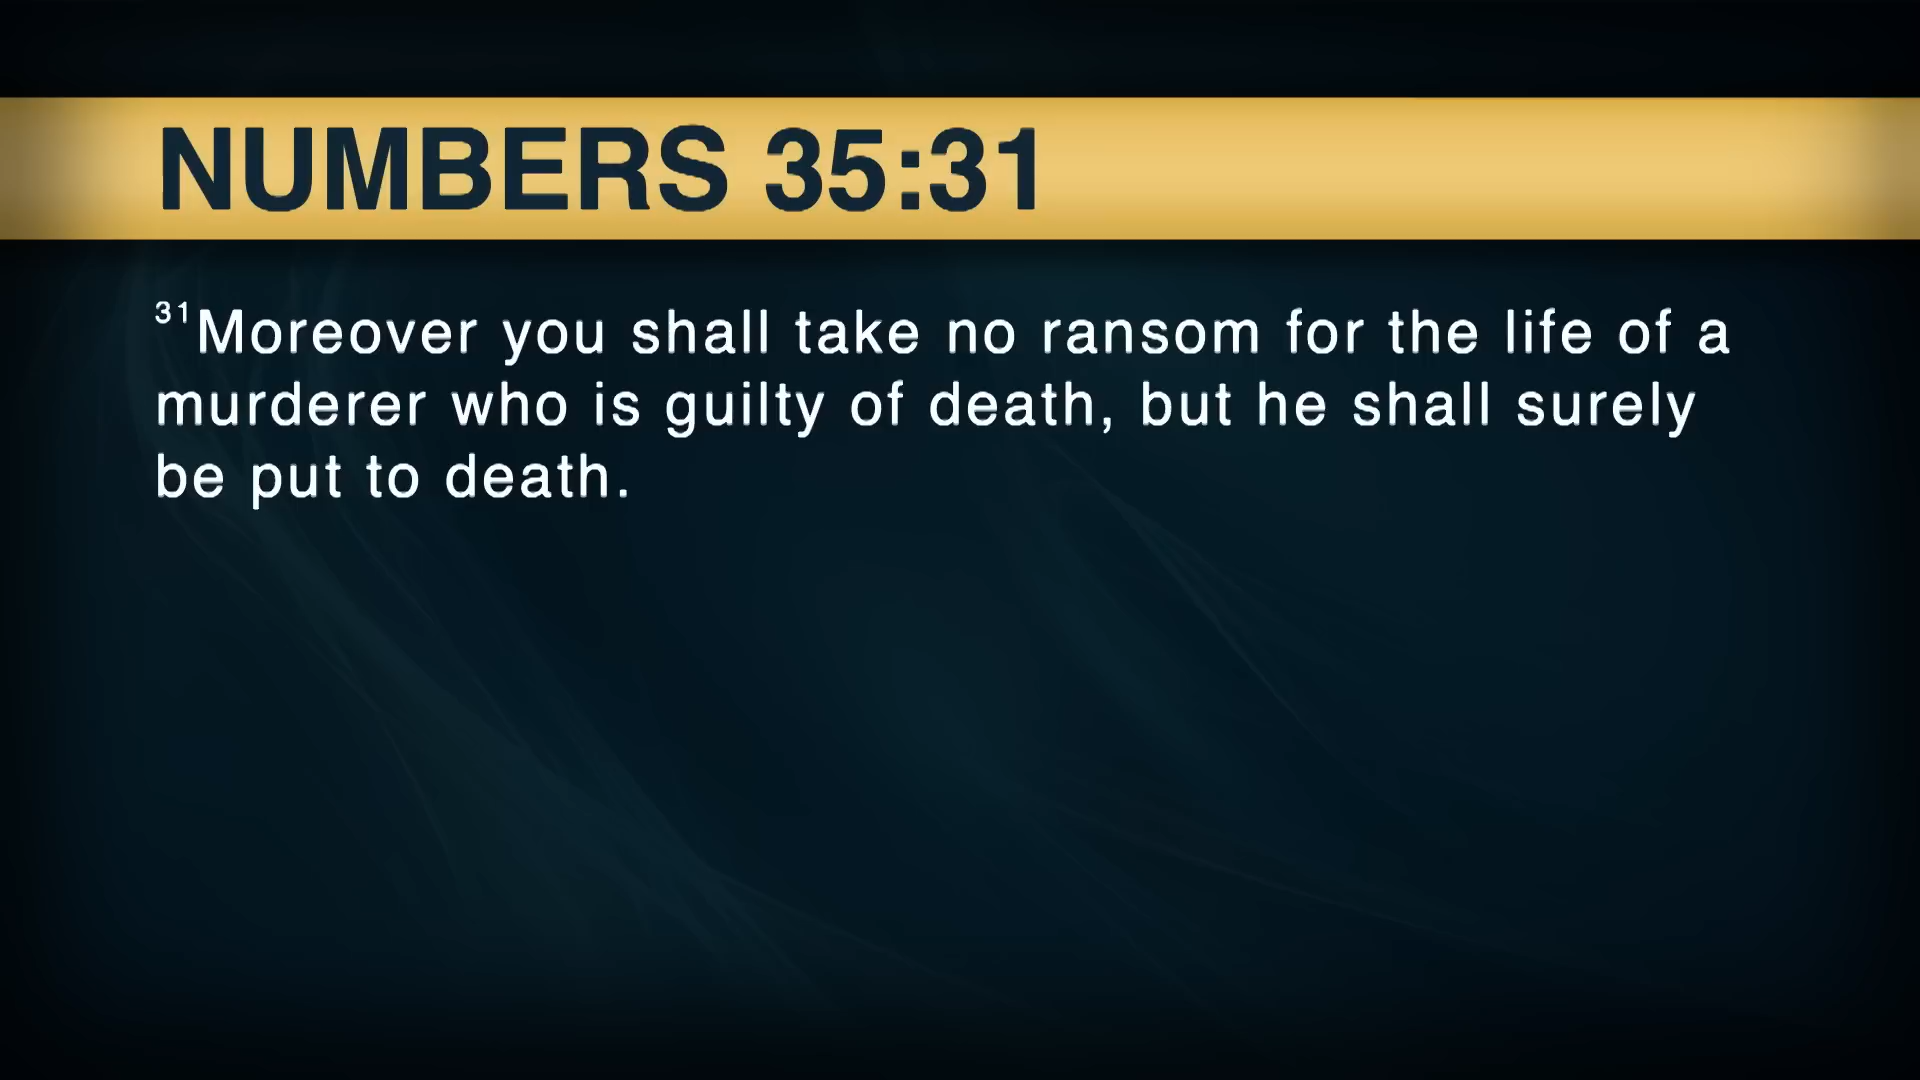 NUMBERS 35:31
31Moreover you shall take no ransom for the life of a
murderer who is guilty of death, but he shall surely
be put to death.